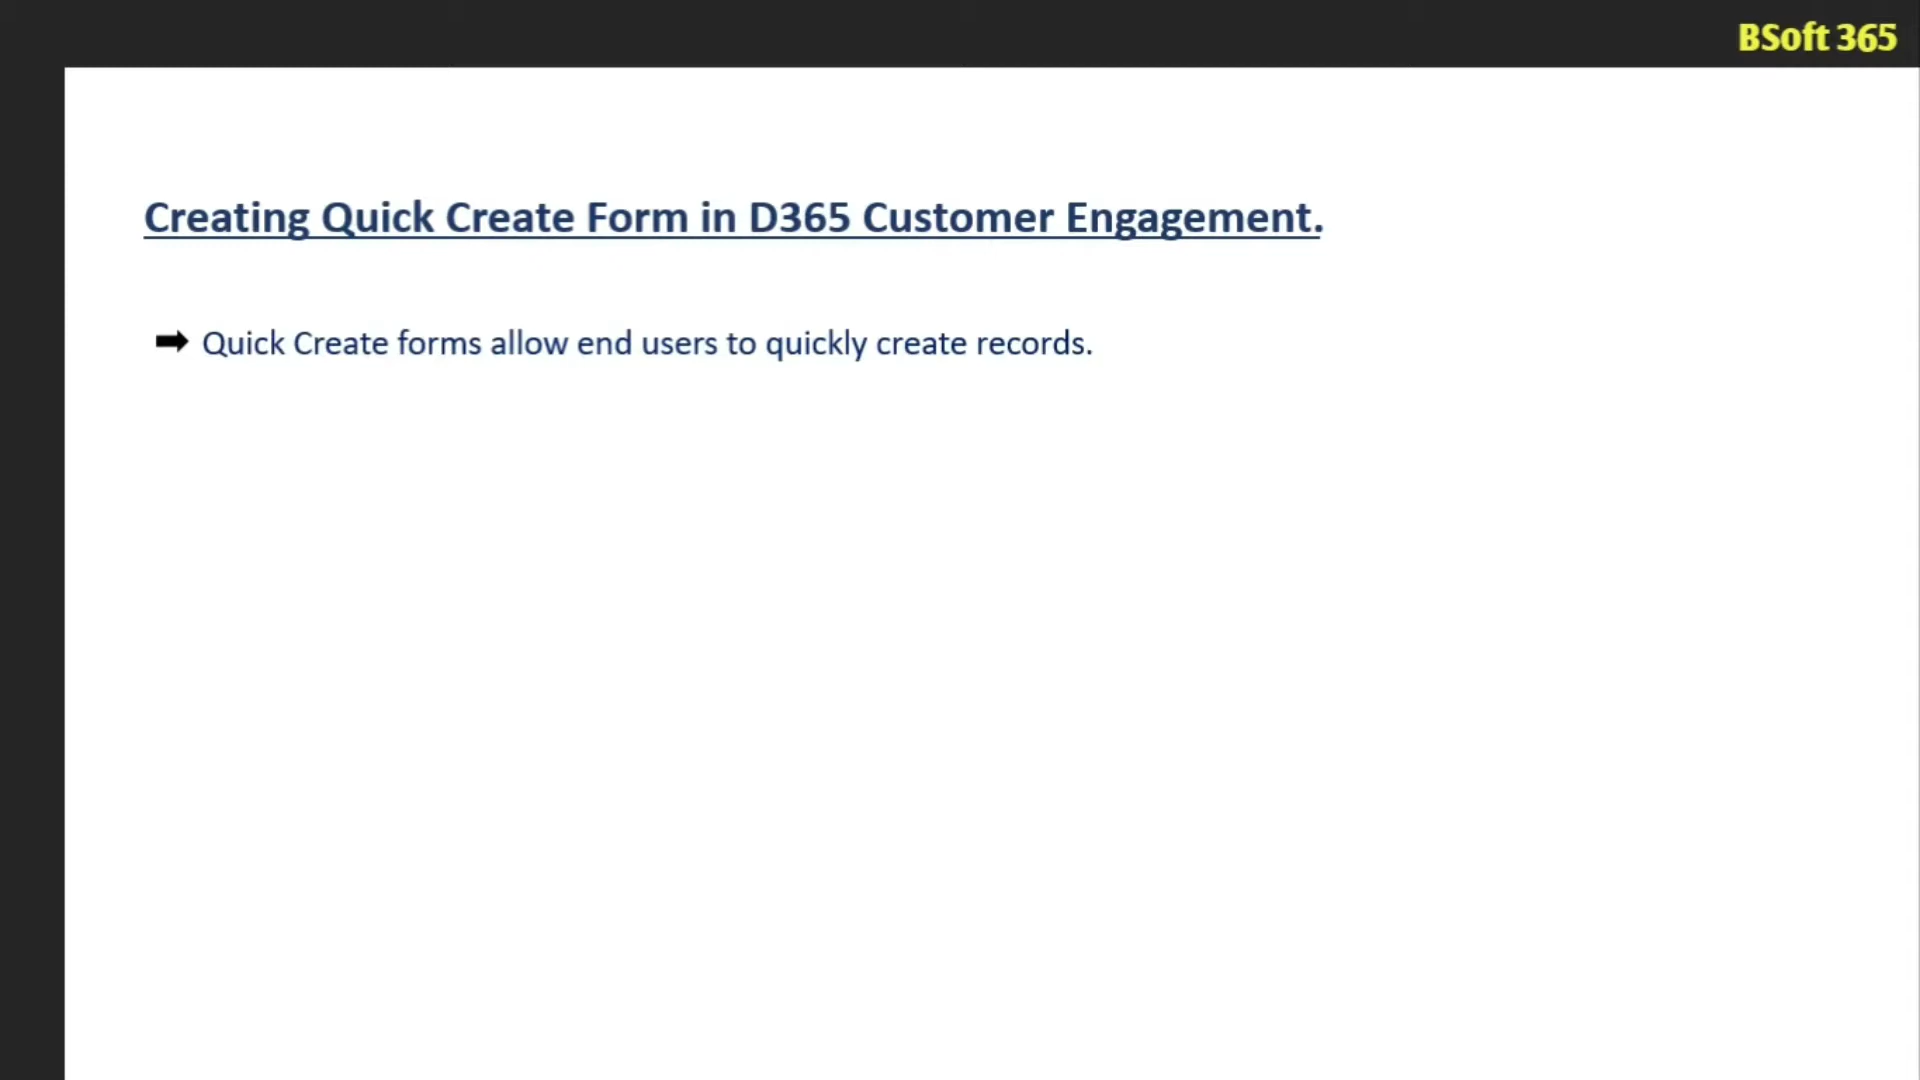 BSoft 365
Creating Quick Create Form in D365 Customer Engagement.
➡ Quick Create forms allow end users to quickly create records.